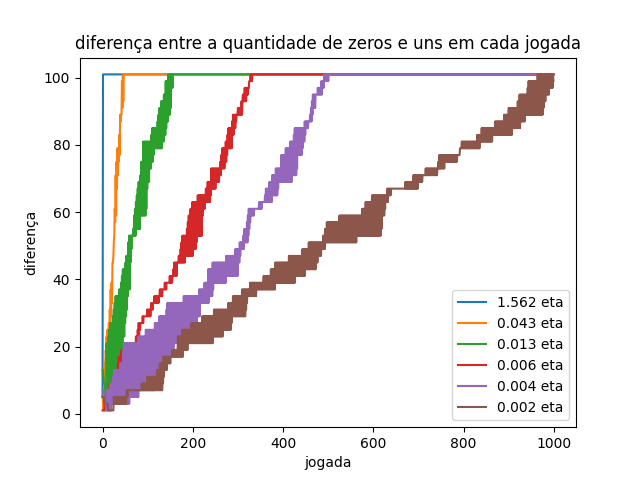 diferença entre a quantidade de zeros e uns em cada jogada
100
80
60
40
20
0
diferença
0 200 400 600 800 1000
jogada
1.562 eta
0.043 eta
0.013 eta
0.006 eta
0.004 eta
0.002 eta